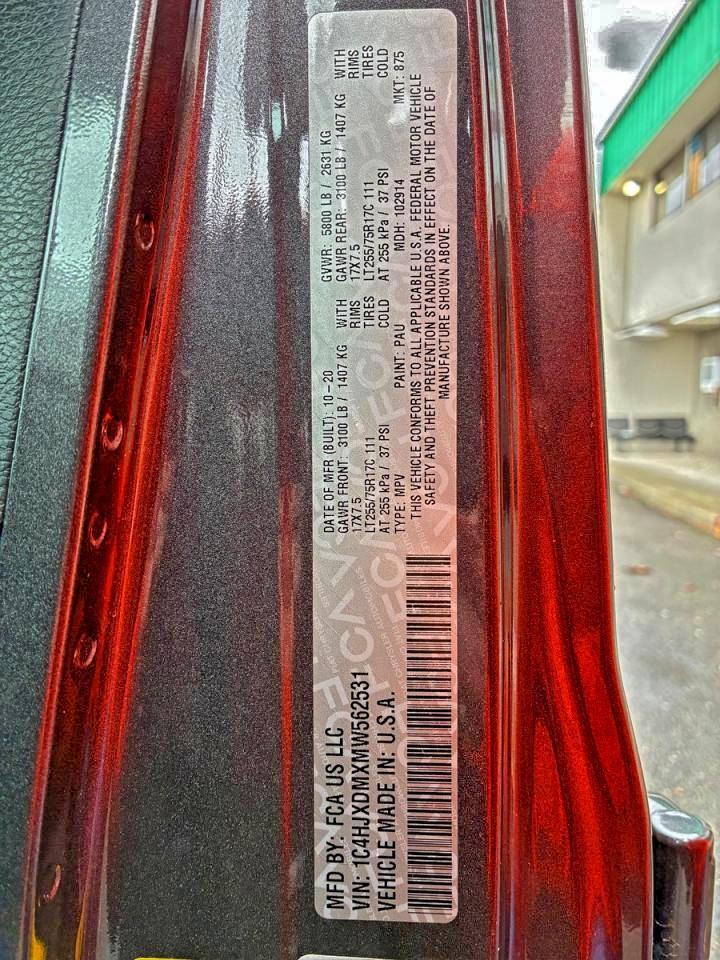 MFD BY: FCA US LLC
VIN: 1C4HJXDMXMW562531
VEHICLE MADE IN: U.S.A.
DATE OF MFR (BUILT): 10-20 GVWR: 5800 LB / 2631 KG
GAWR FRONT: 3100 LB / 1407 KG WITH GAWR REAR: 3100 LB / 1407 KG WITH
17X7.5 RIMS 17X7.5 RIMS
LT255/75R17C 111 TIRES LT255/75R17C 111 TIRES
AT 255 kPa / 37 PSI COLD AT 255 kPa / 37 PSI COLD
TYPE: MPV PAINT: PAU MDH: 102914 MKT: 875
THIS VEHICLE CONFORMS TO ALL APPLICABLE U.S.A. FEDERAL MOTOR VEHICLE
SAFETY AND THEFT PREVENTION STANDARDS IN EFFECT ON THE DATE OF
MANUFACTURE SHOWN ABOVE.